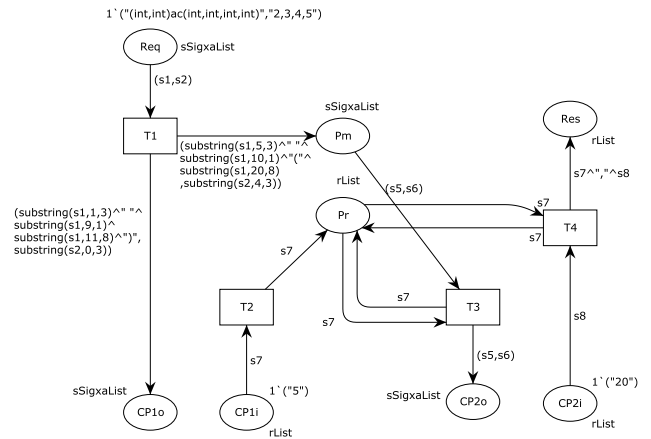 1`("(int,int)ac(int,int,int,int)","2,3,4,5")
Req
sSigxaList
(s1,s2)
T1
(substring(s1,5,3)^" "^
substring(s1,10,1)^"("^
substring(s1,20,8)
,substring(s2,4,3))
sSigxaList
Pm
Res
rList
s7^","^s8
(s5,s6)
rList
Pr
s7
s7
T4
(substring(s1,1,3)^" "^
substring(s1,9,1)^
substring(s1,11,8)^")",
substring(s2,0,3))
s7
T2
s7
s7
T3
s8
s7
(s5,s6)
sSigxaList
CP1o
1`("5")
CP1i
rList
sSigxaList
CP2o
1`("20")
CP2i
rList